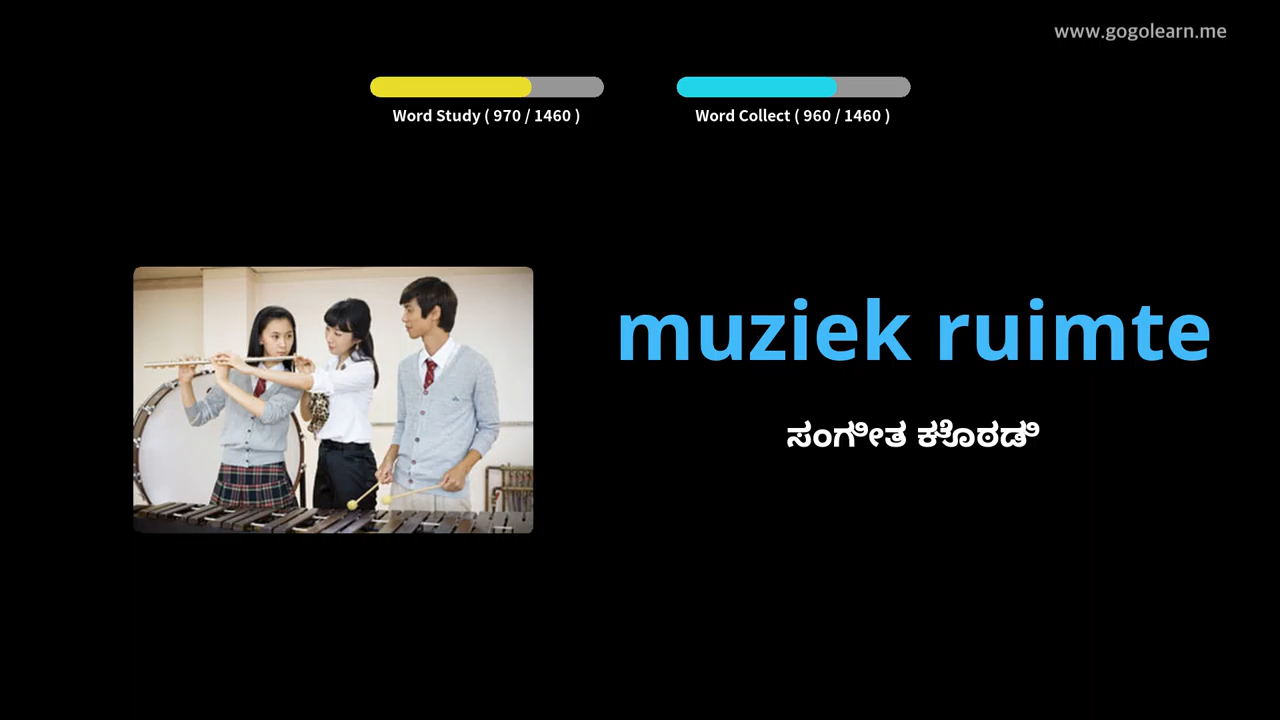 www.gogolearn.me
Word Study ( 970 / 1460 )
Word Collect ( 960 / 1460 )
muziek ruimte
ಸಂಗೀತ ಕೊಠಡಿ